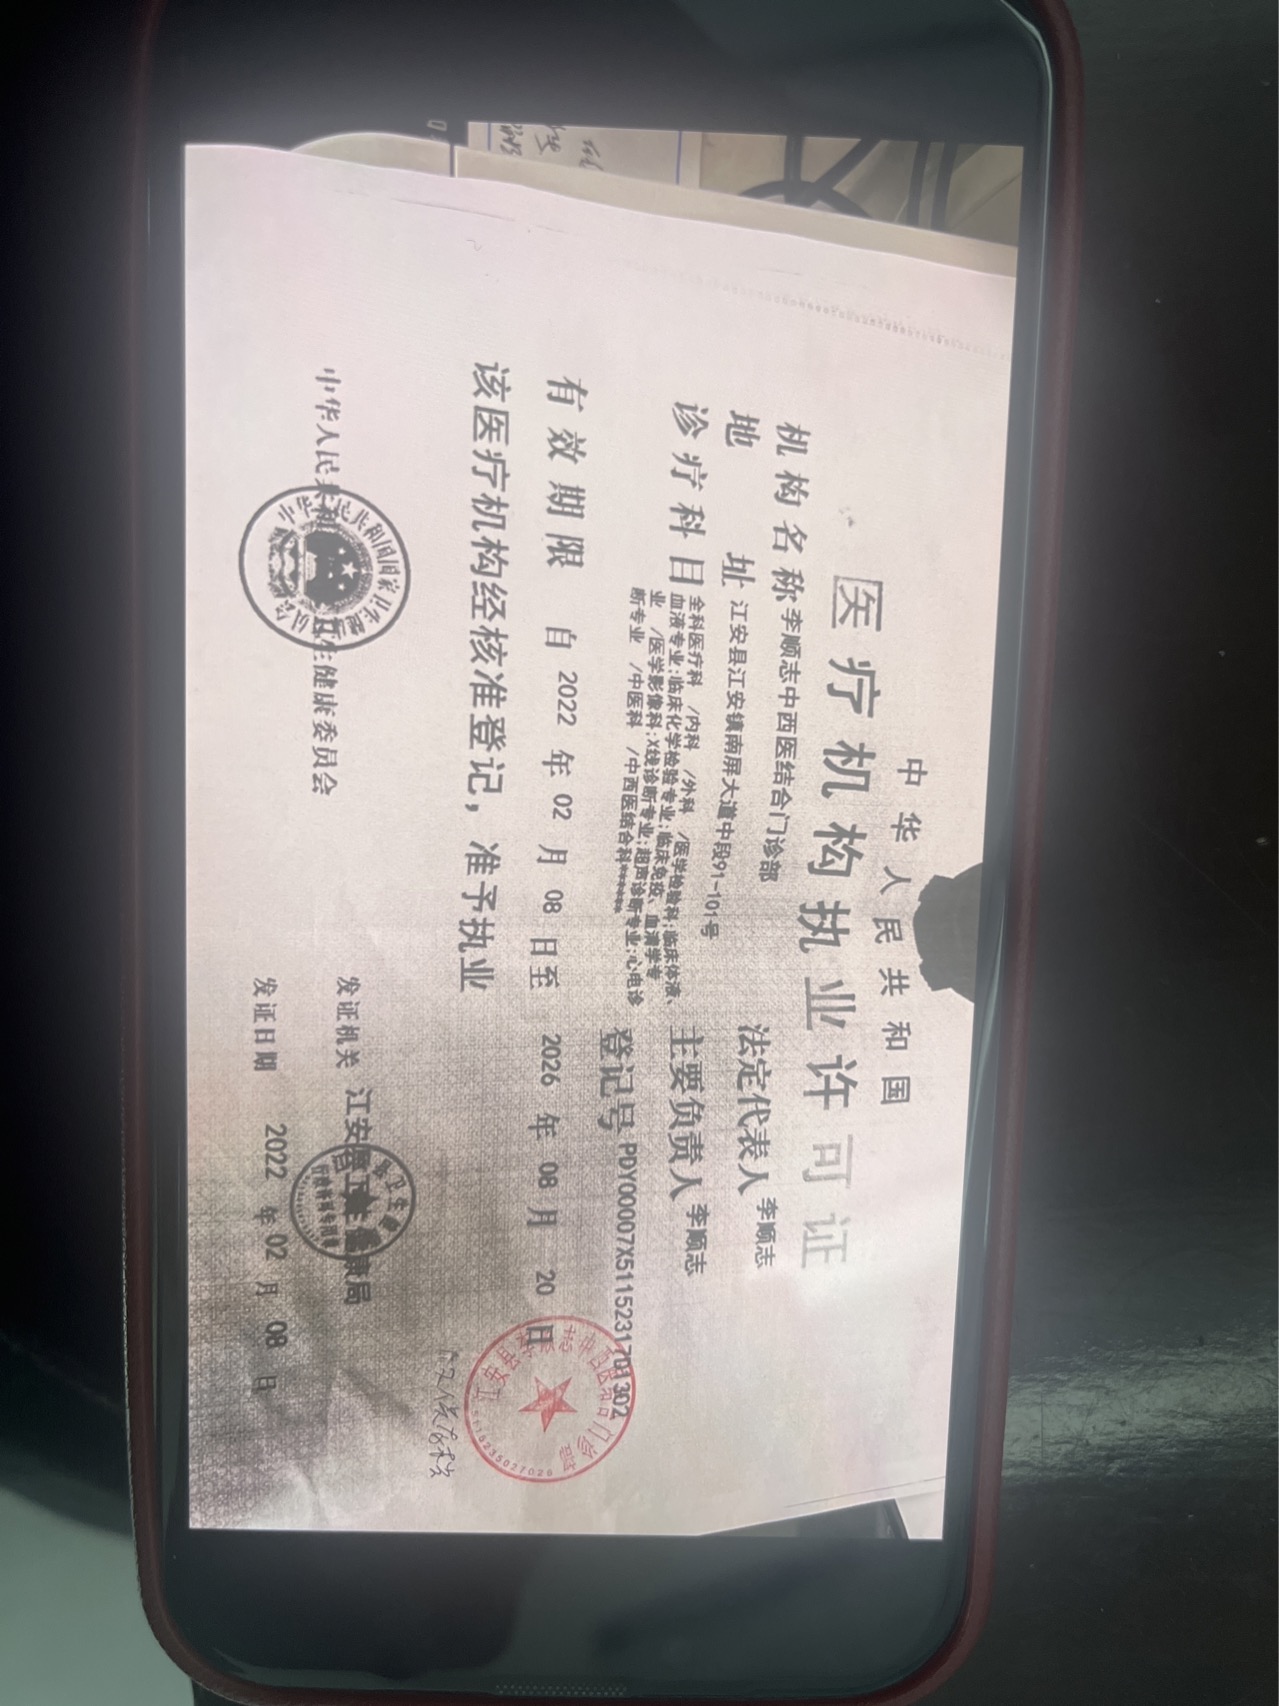 中华人民共和国
医疗机构执业许可证
机构名称 李顺志中西医结合门诊部
法定代表人 李顺志
地址 江安县江安镇南屏大道中段91-101号
主要负责人 李顺志
诊疗科目 全科医疗科 /内科 /外科 /医学检验科;临床体液、
血液专业;临床化学检验专业;临床免疫、血清学专
业 /医学影像科;X线诊断专业;超声诊断专业;心电诊
断专业 /中医科 /中西医结合科******
登记号 PDY00007X51152317D1302
有效期限 自 2022 年 02 月 08 日至 2026 年 08 月 20 日
该医疗机构经核准登记，准予执业
中华人民共和国国家卫生健康委员会
发证机关 江安县卫生健康局
发证日期 2022 年 02 月 08 日
行政审批专用章
5115235027026